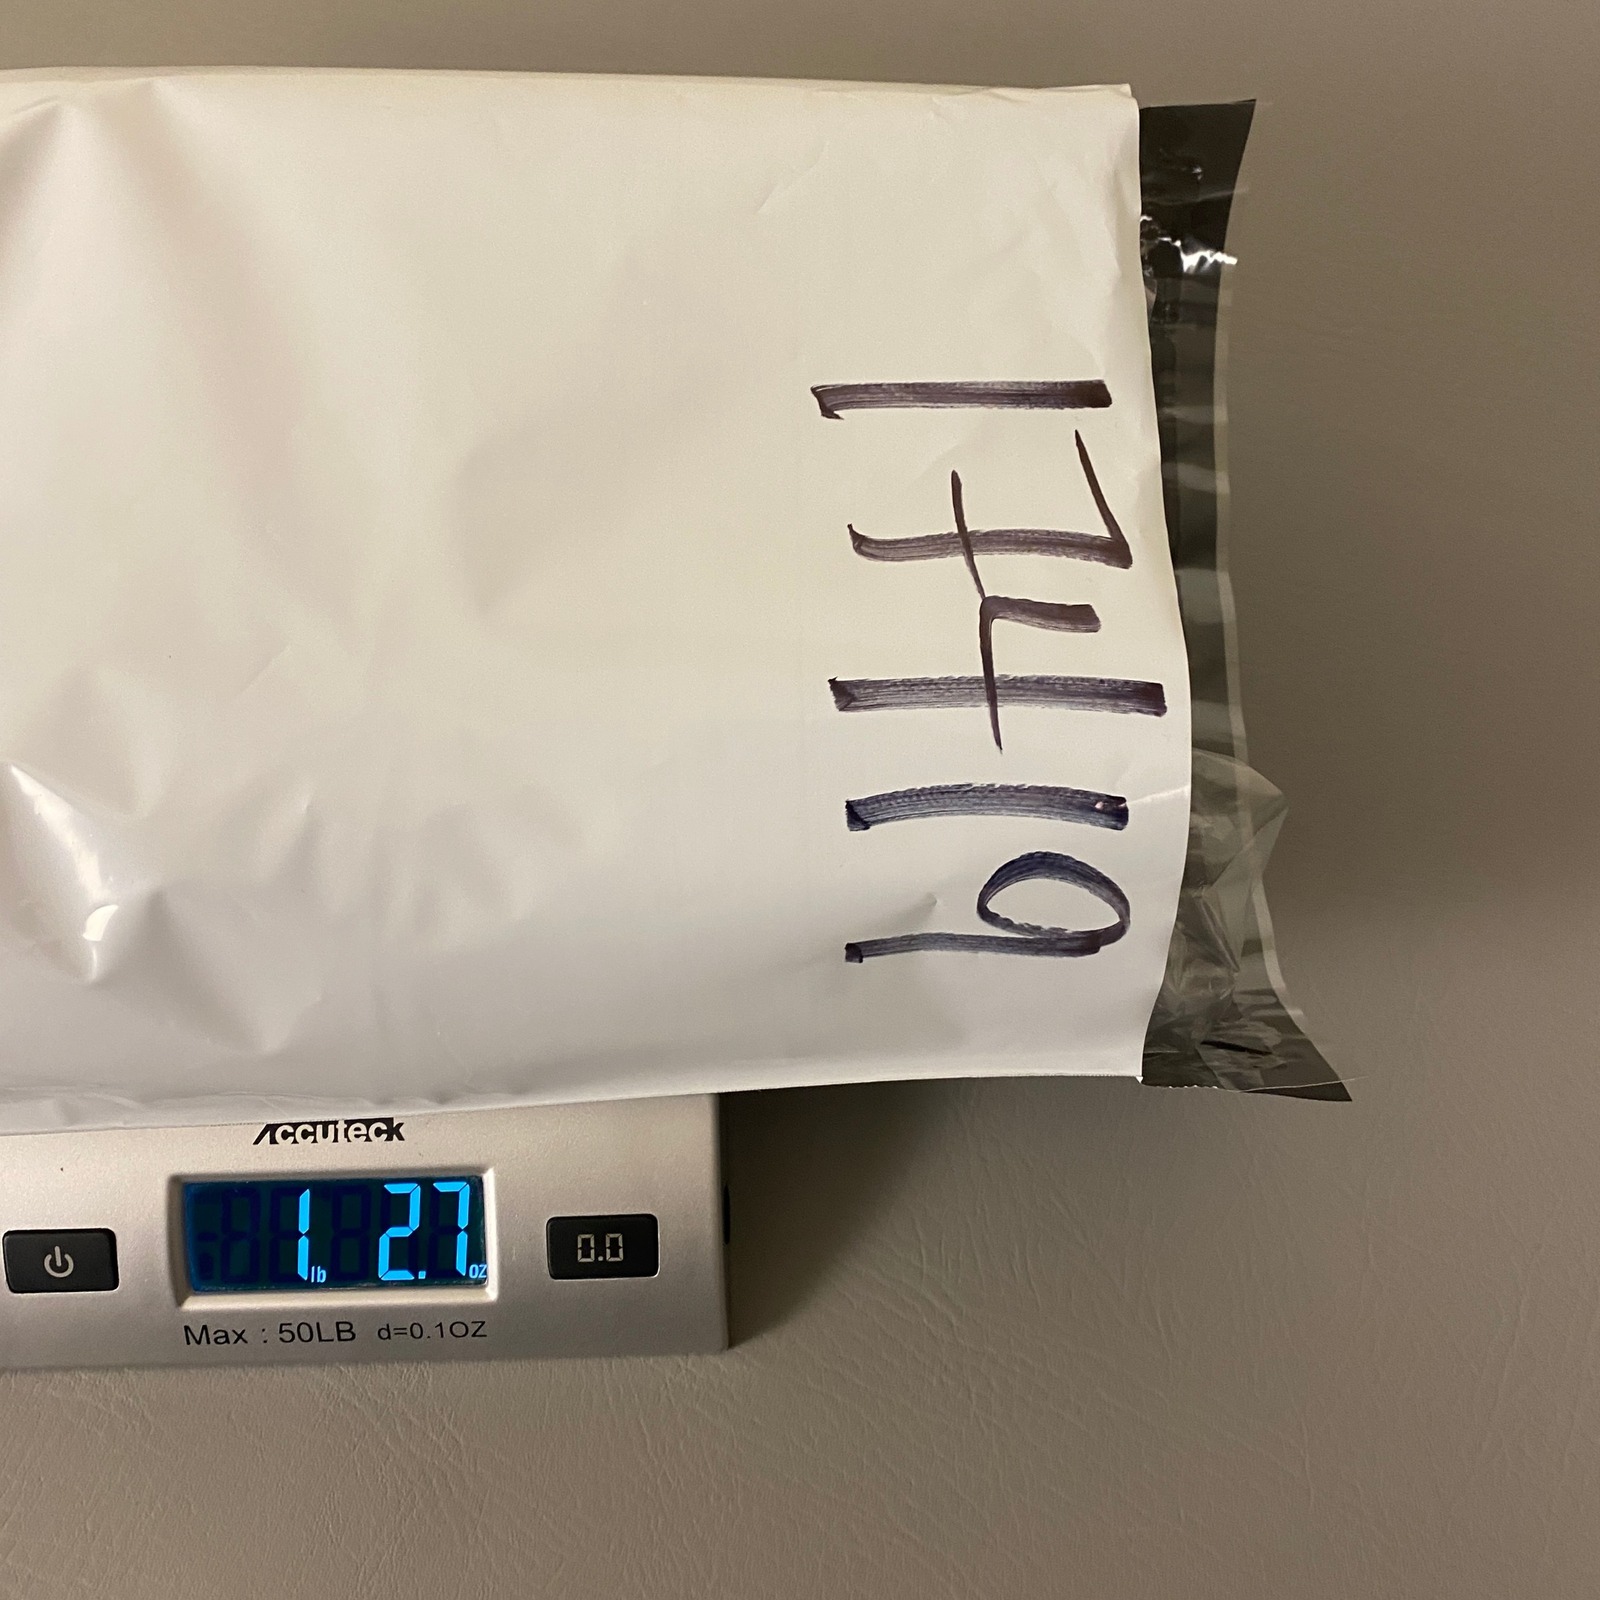 17419
Accuteck
1 lb 2.7 oz
0.0
Max : 50LB d=0.1OZ